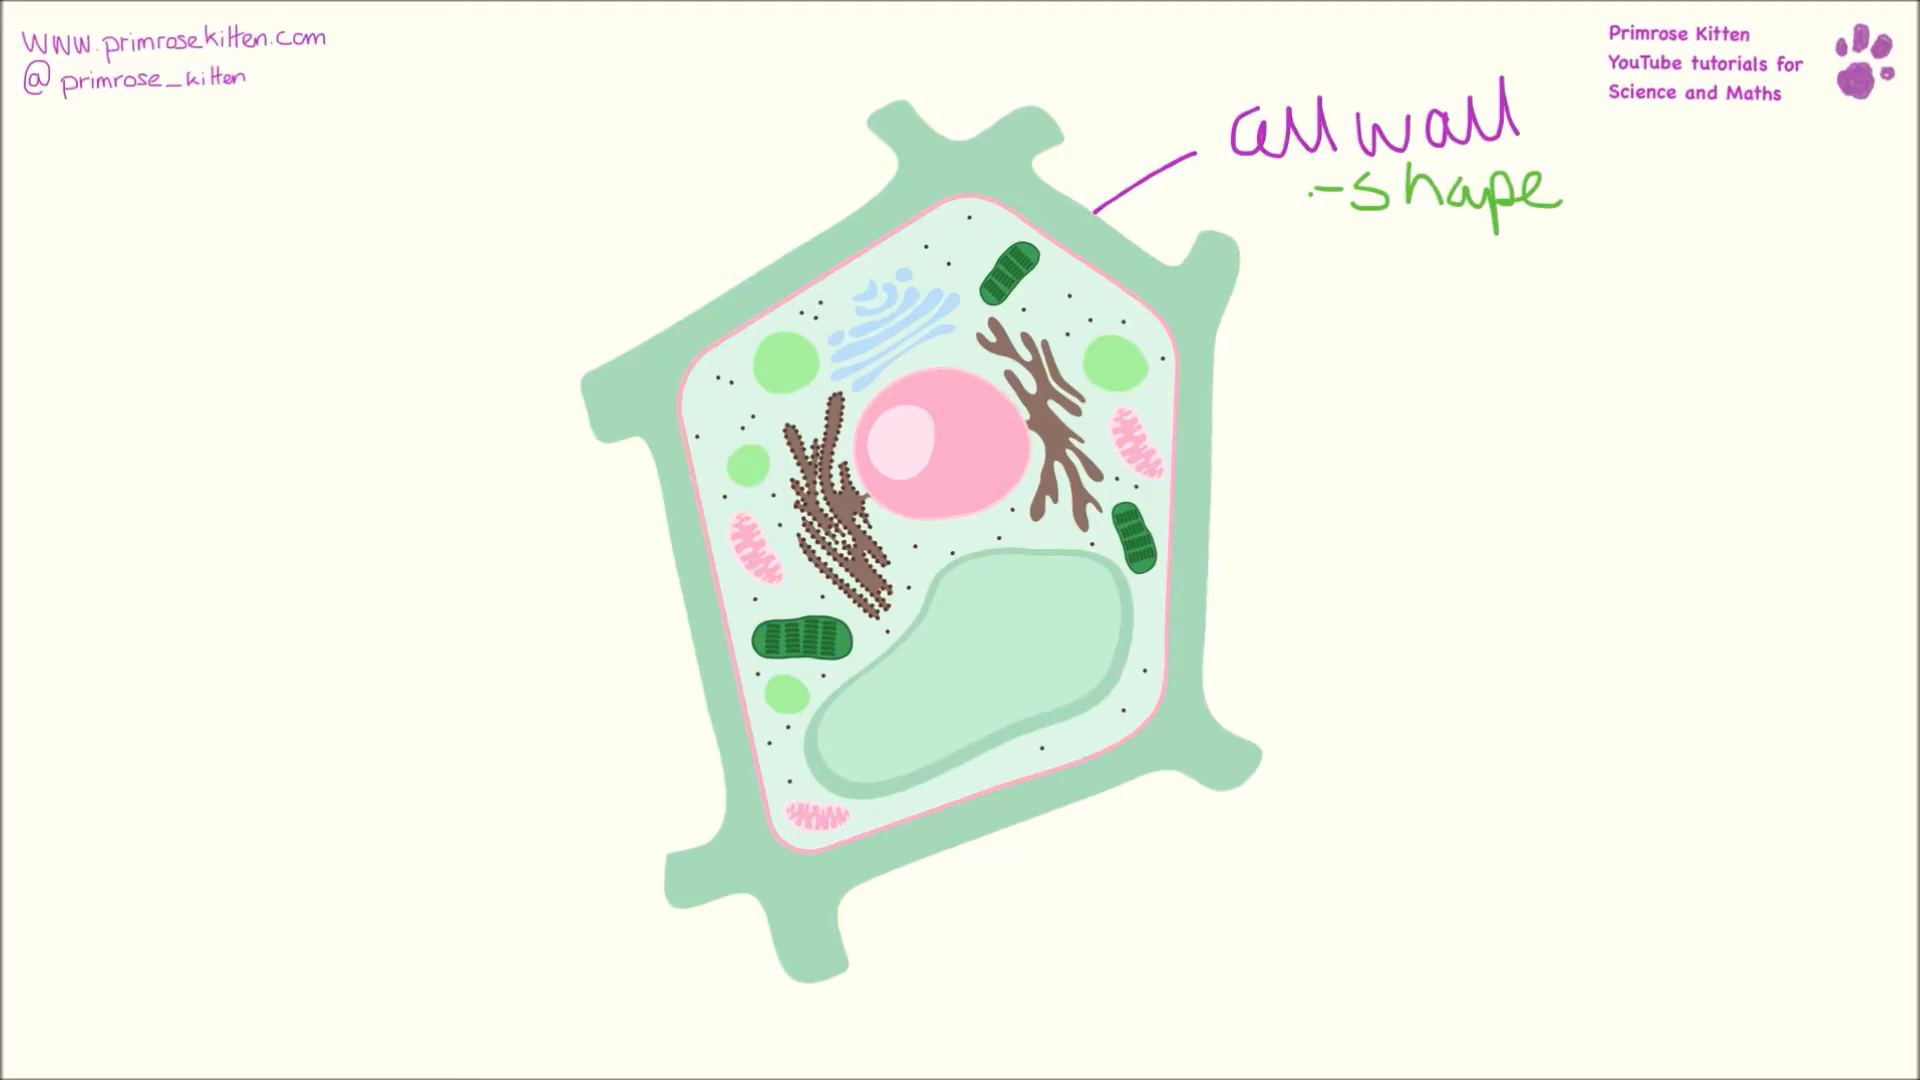 www.primrosekitten.com
@primrose_kitten
Primrose Kitten
YouTube tutorials for
Science and Maths
cell wall
-shape